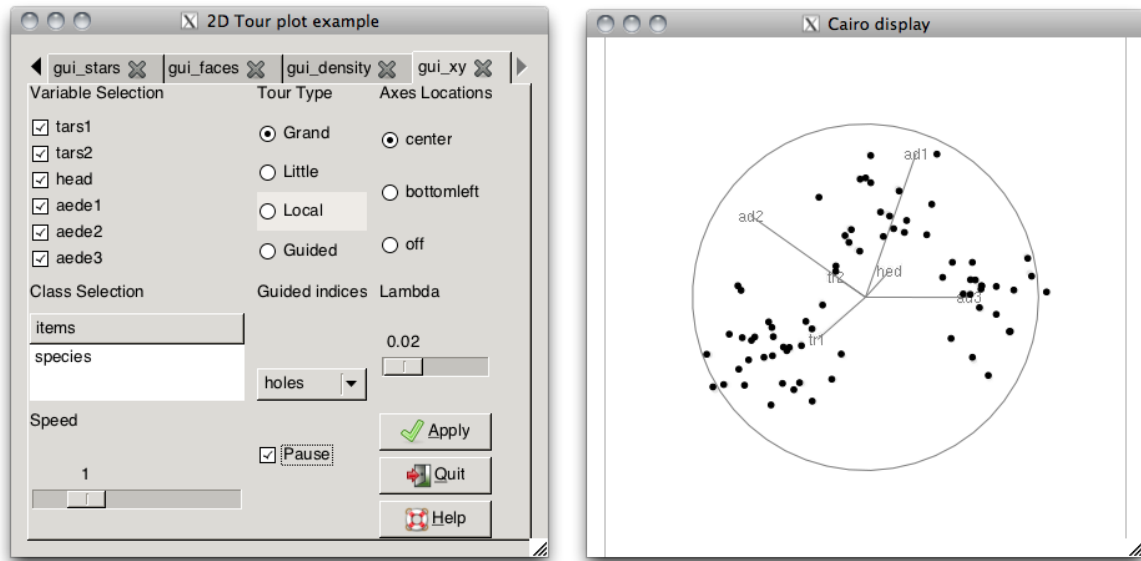 2D Tour plot example
gui_stars gui_faces gui_density gui_xy
Variable Selection Tour Type Axes Locations
tars1
tars2
head
aede1
aede2
aede3
Grand
Little
Local
Guided
center
bottomleft
off
Class Selection Guided indices Lambda
items
species
holes
0.02
Speed
1
Pause
Apply
Quit
Help
Cairo display
ad1
ad2
hed
tr2
ad3
tr1